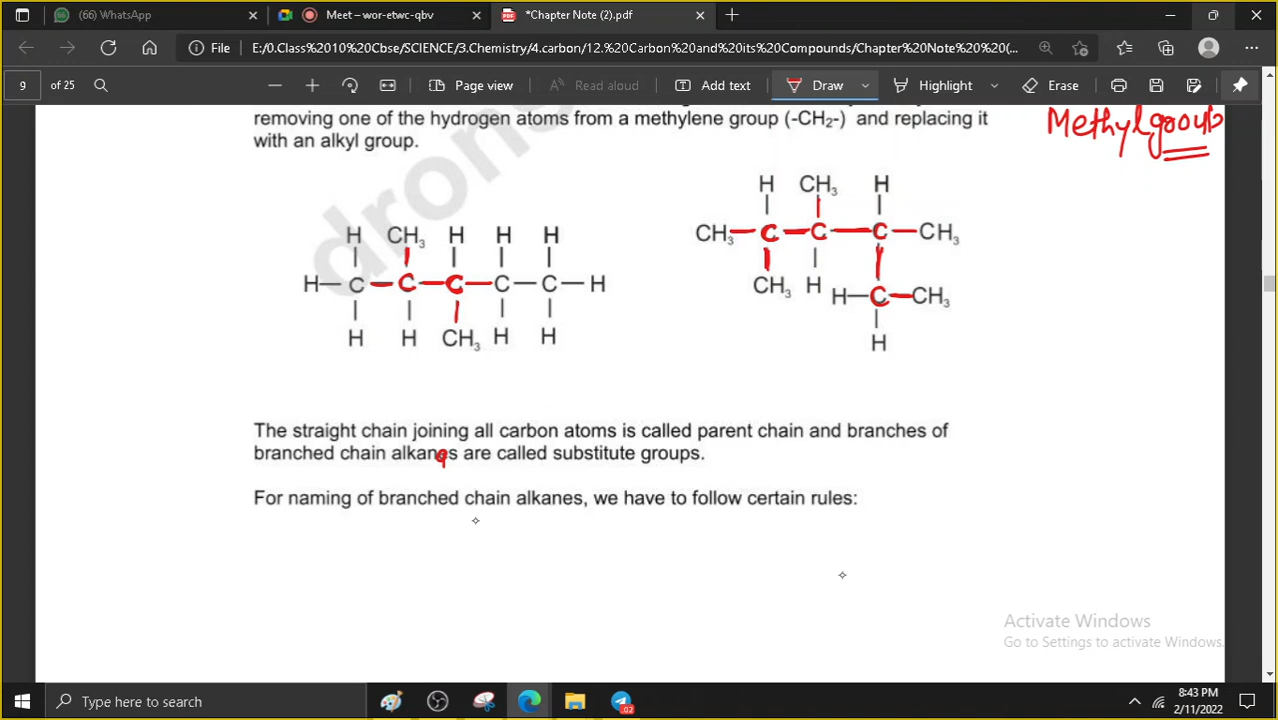 (66) WhatsApp
Meet – wor-etwc-qbv
*Chapter Note (2).pdf
File E:/0.Class%2010%20Cbse/SCIENCE/3.Chemistry/4.carbon/12.%20Carbon%20and%20its%20Compounds/Chapter%20Note%20%20(...
9 of 25 Page view Read aloud Add text Draw Highlight Erase
removing one of the hydrogen atoms from a methylene group (-CH₂-) and replacing it
with an alkyl group.
Methyl group
drons
H CH₃ H H H
H C C C C C H
H H CH₃ H H
H CH₃ H
CH₃ C C C CH₃
CH₃ H H C CH₃
H
The straight chain joining all carbon atoms is called parent chain and branches of
branched chain alkanes are called substitute groups.
For naming of branched chain alkanes, we have to follow certain rules:
Activate Windows
Go to Settings to activate Windows.
Type here to search
.02
8:43 PM
2/11/2022